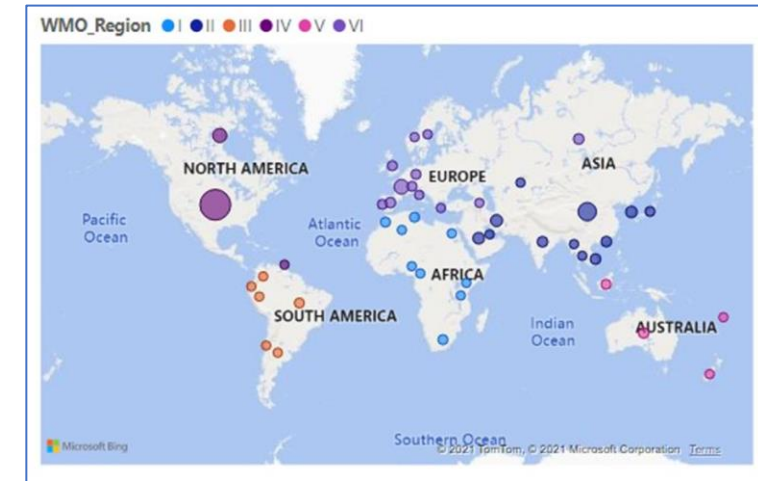 WMO_Region I II III IV V VI
NORTH AMERICA
EUROPE
ASIA
Pacific
Ocean
Atlantic
Ocean
AFRICA
SOUTH AMERICA
Indian
Ocean
AUSTRALIA
Southern Ocean
Microsoft Bing
© 2021 TomTom, © 2021 Microsoft Corporation Terms